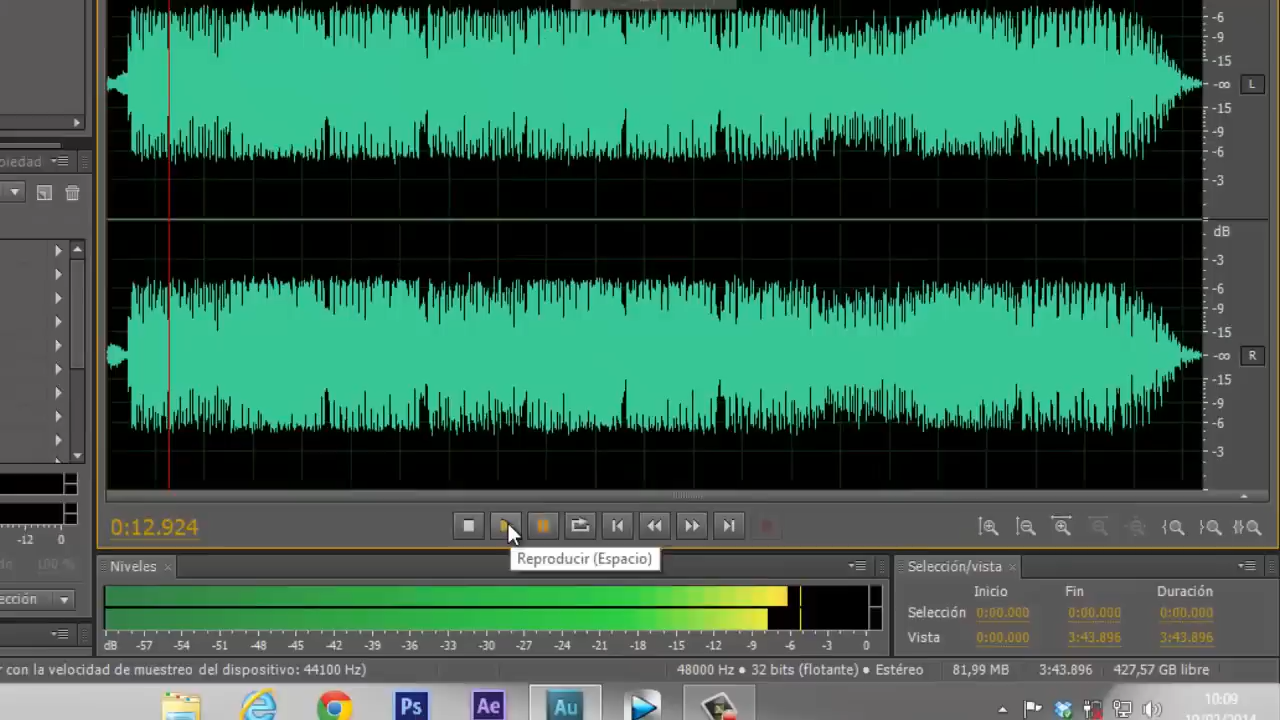 -6
-9
-15
-∞
L
-15
-9
-6
-3
piedad
dB
-3
-6
-9
-15
-∞
R
-15
-9
-6
-3
-12 0
100 %
0:12.924
Reproducir (Espacio)
ección
Niveles ×
dB -57 -54 -51 -48 -45 -42 -39 -36 -33 -30 -27 -24 -21 -18 -15 -12 -9 -6 -3 0
Selección/vista ×
Inicio Fin Duración
Selección 0:00.000 0:00.000 0:00.000
Vista 0:00.000 3:43.896 3:43.896
r con la velocidad de muestreo del dispositivo: 44100 Hz)
48000 Hz • 32 bits (flotante) • Estéreo 81,99 MB 3:43.896 427,57 GB libre
Ps Ae Au
10:09